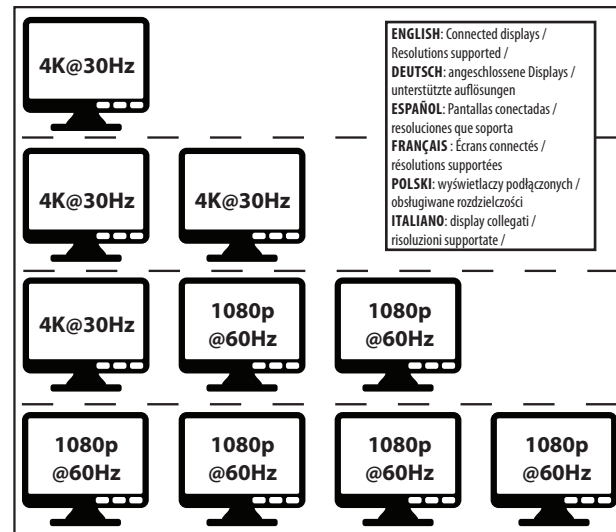 4K@30Hz
ENGLISH: Connected displays /
Resolutions supported /
DEUTSCH: angeschlossene Displays /
unterstützte auflösungen
ESPAÑOL: Pantallas conectadas /
resoluciones que soporta
FRANÇAIS : Écrans connectés /
résolutions supportées
POLSKI: wyświetlaczy podłączonych /
obsługiwane rozdzielczości
ITALIANO: display collegati /
risoluzioni supportate /
4K@30Hz
4K@30Hz
4K@30Hz
1080p
@60Hz
1080p
@60Hz
1080p
@60Hz
1080p
@60Hz
1080p
@60Hz
1080p
@60Hz